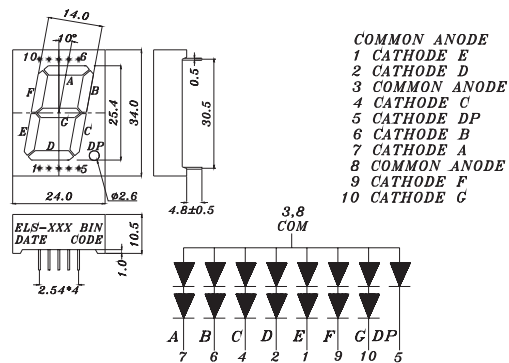 14.0
10°
10 6
A
F B
G
E C
D
DP
1 5
25.4
34.0
24.0
ø2.6
0.5
30.5
4.8±0.5
ELS-XXX BIN
DATE CODE
10.5
1.0
2.54*4
COMMON ANODE
1 CATHODE E
2 CATHODE D
3 COMMON ANODE
4 CATHODE C
5 CATHODE DP
6 CATHODE B
7 CATHODE A
8 COMMON ANODE
9 CATHODE F
10 CATHODE G
3,8
COM
A B C D E F G DP
7 6 4 2 1 9 10 5